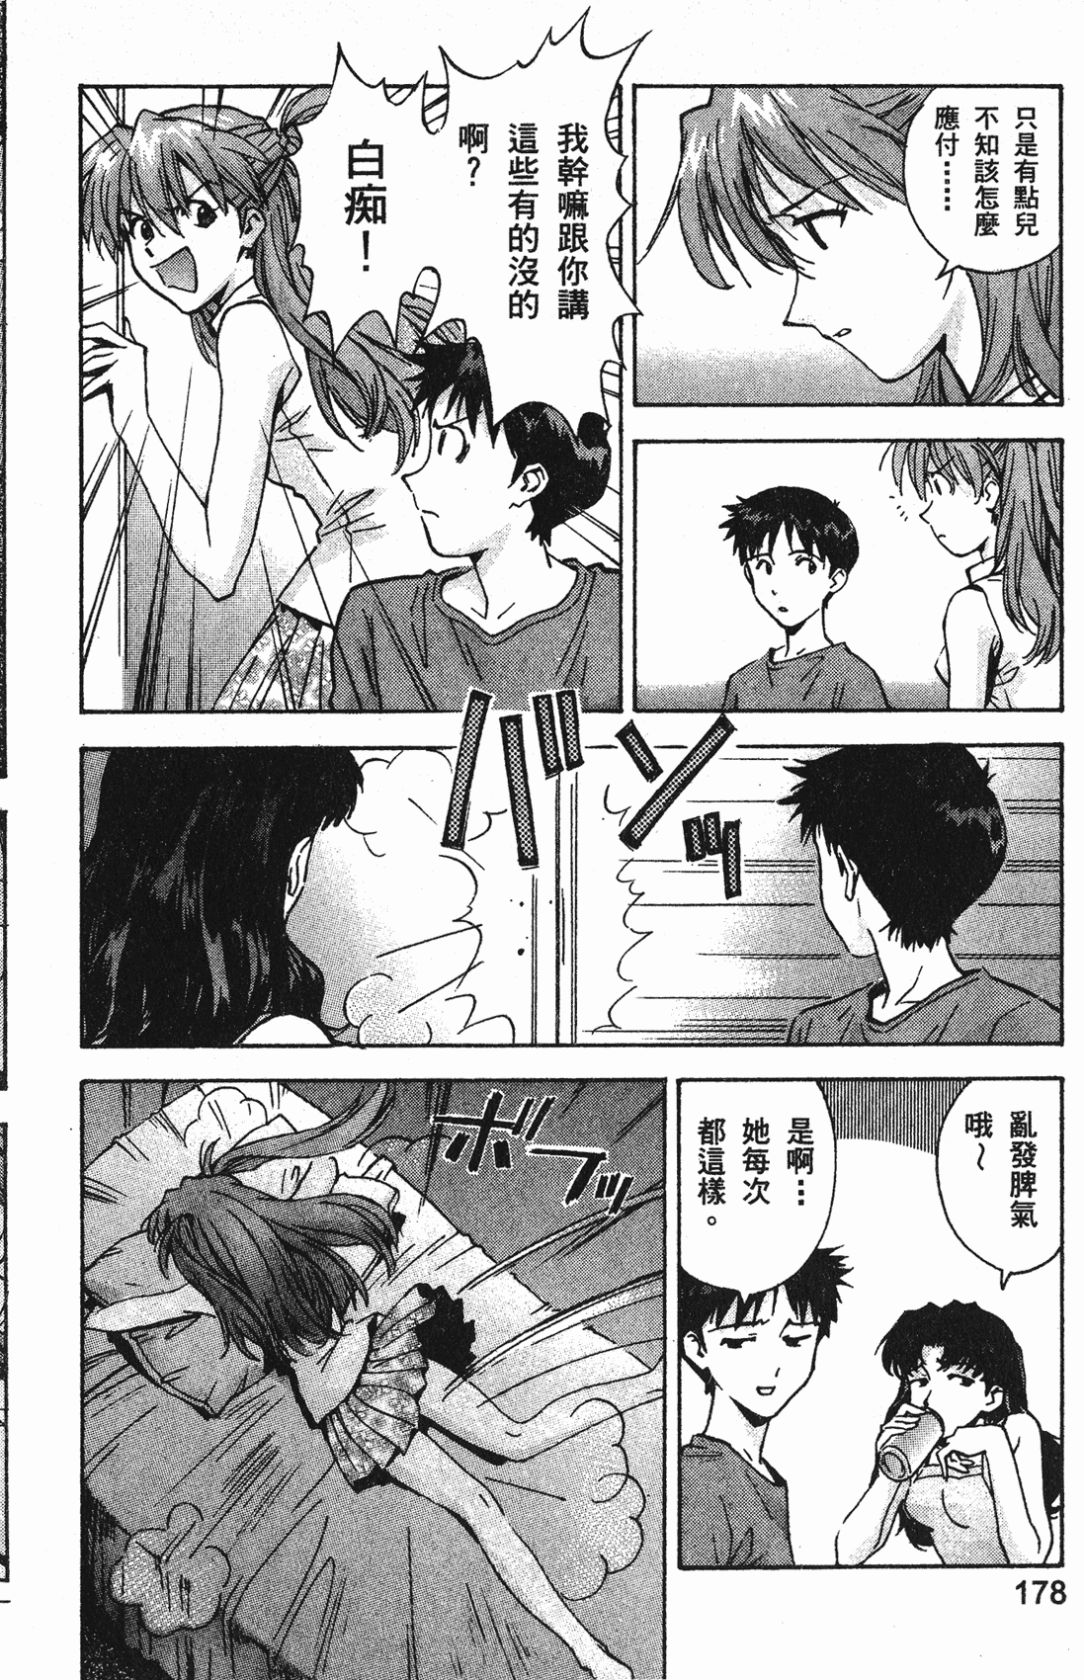 只是有點兒
不知該怎麼
應付……
我幹嘛跟你講
這些有的沒的
啊？
白痴！
バン
ッ
亂發脾氣
哦～
是啊…
她每次
都這樣。
ボフッ
178